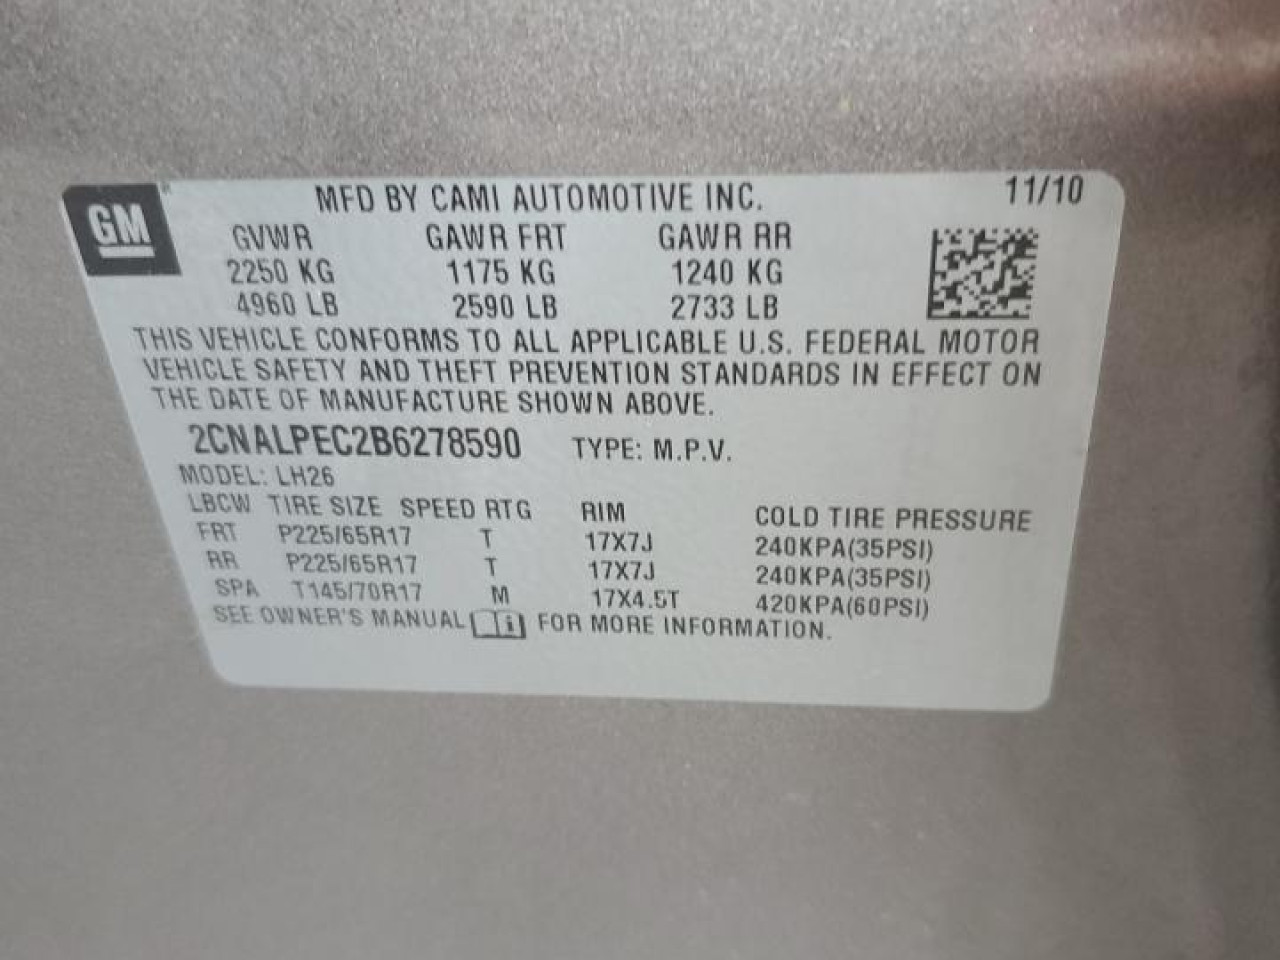 GM
MFD BY CAMI AUTOMOTIVE INC. 11/10
GVWR GAWR FRT GAWR RR
2250 KG 1175 KG 1240 KG
4960 LB 2590 LB 2733 LB
THIS VEHICLE CONFORMS TO ALL APPLICABLE U.S. FEDERAL MOTOR
VEHICLE SAFETY AND THEFT PREVENTION STANDARDS IN EFFECT ON
THE DATE OF MANUFACTURE SHOWN ABOVE.
2CNALPEC2B6278590 TYPE: M.P.V.
MODEL: LH26
LBCW TIRE SIZE SPEED RTG RIM COLD TIRE PRESSURE
FRT P225/65R17 T 17X7J 240KPA(35PSI)
RR P225/65R17 T 17X7J 240KPA(35PSI)
SPA T145/70R17 M 17X4.5T 420KPA(60PSI)
SEE OWNER'S MANUAL i FOR MORE INFORMATION.